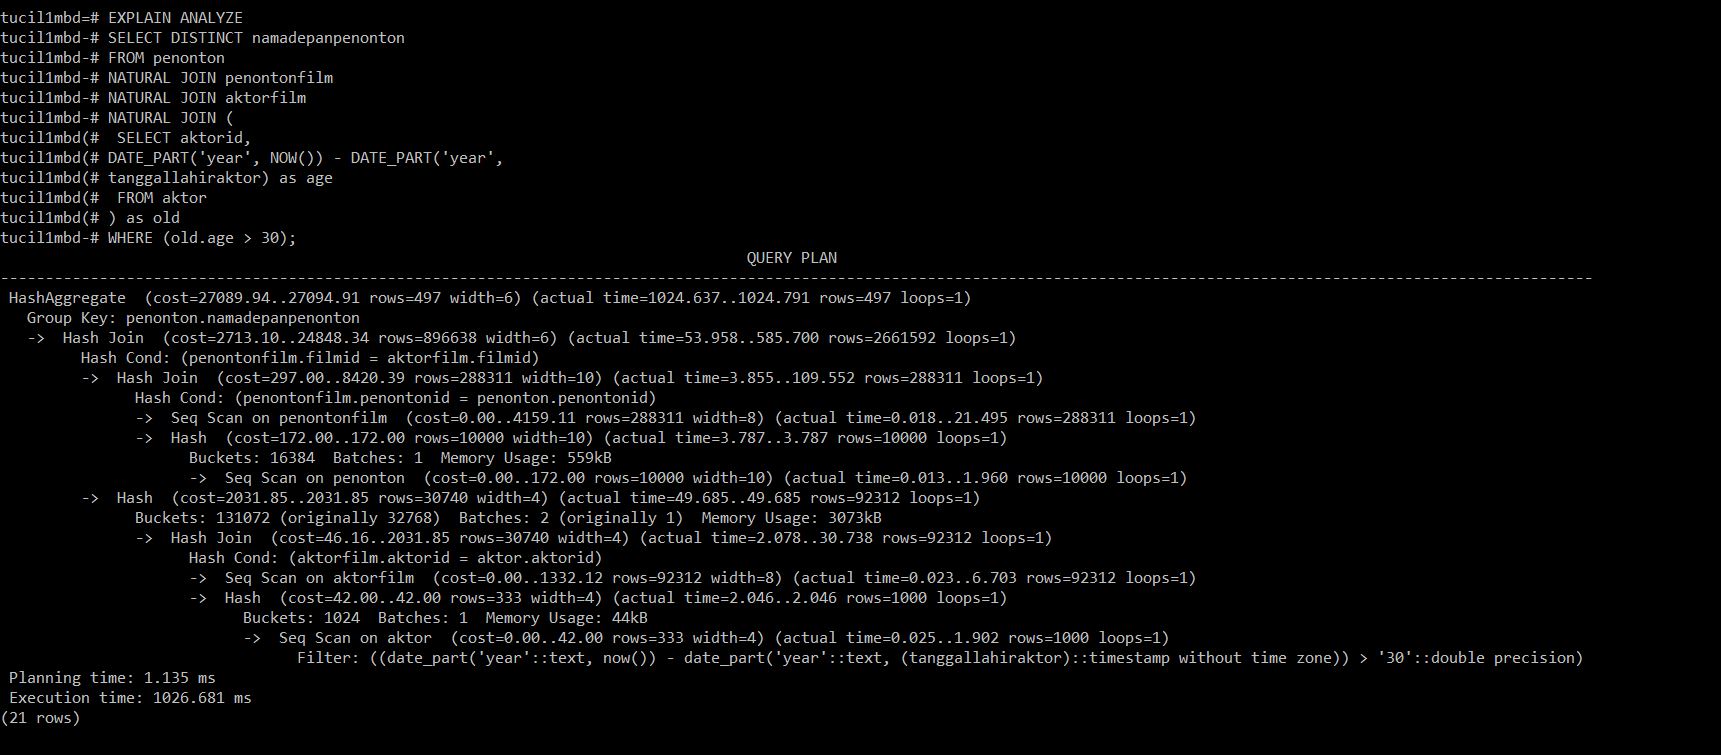 tucil1mbd=# EXPLAIN ANALYZE
tucil1mbd-# SELECT DISTINCT namadepanpenonton
tucil1mbd-# FROM penonton
tucil1mbd-# NATURAL JOIN penontonfilm
tucil1mbd-# NATURAL JOIN aktorfilm
tucil1mbd-# NATURAL JOIN (
tucil1mbd(#  SELECT aktorid,
tucil1mbd(# DATE_PART('year', NOW()) - DATE_PART('year',
tucil1mbd(# tanggallahiraktor) as age
tucil1mbd(#  FROM aktor
tucil1mbd(# ) as old
tucil1mbd-# WHERE (old.age > 30);
QUERY PLAN
-----------------------------------------------------------------------------------------------------------------------------------------------------------------------------------
HashAggregate  (cost=27089.94..27094.91 rows=497 width=6) (actual time=1024.637..1024.791 rows=497 loops=1)
Group Key: penonton.namadepanpenonton
->  Hash Join  (cost=2713.10..24848.34 rows=896638 width=6) (actual time=53.958..585.700 rows=2661592 loops=1)
Hash Cond: (penontonfilm.filmid = aktorfilm.filmid)
->  Hash Join  (cost=297.00..8420.39 rows=288311 width=10) (actual time=3.855..109.552 rows=288311 loops=1)
Hash Cond: (penontonfilm.penontonid = penonton.penontonid)
->  Seq Scan on penontonfilm  (cost=0.00..4159.11 rows=288311 width=8) (actual time=0.018..21.495 rows=288311 loops=1)
->  Hash  (cost=172.00..172.00 rows=10000 width=10) (actual time=3.787..3.787 rows=10000 loops=1)
Buckets: 16384  Batches: 1  Memory Usage: 559kB
->  Seq Scan on penonton  (cost=0.00..172.00 rows=10000 width=10) (actual time=0.013..1.960 rows=10000 loops=1)
->  Hash  (cost=2031.85..2031.85 rows=30740 width=4) (actual time=49.685..49.685 rows=92312 loops=1)
Buckets: 131072 (originally 32768)  Batches: 2 (originally 1)  Memory Usage: 3073kB
->  Hash Join  (cost=46.16..2031.85 rows=30740 width=4) (actual time=2.078..30.738 rows=92312 loops=1)
Hash Cond: (aktorfilm.aktorid = aktor.aktorid)
->  Seq Scan on aktorfilm  (cost=0.00..1332.12 rows=92312 width=8) (actual time=0.023..6.703 rows=92312 loops=1)
->  Hash  (cost=42.00..42.00 rows=333 width=4) (actual time=2.046..2.046 rows=1000 loops=1)
Buckets: 1024  Batches: 1  Memory Usage: 44kB
->  Seq Scan on aktor  (cost=0.00..42.00 rows=333 width=4) (actual time=0.025..1.902 rows=1000 loops=1)
Filter: ((date_part('year'::text, now()) - date_part('year'::text, (tanggallahiraktor)::timestamp without time zone)) > '30'::double precision)
Planning time: 1.135 ms
Execution time: 1026.681 ms
(21 rows)